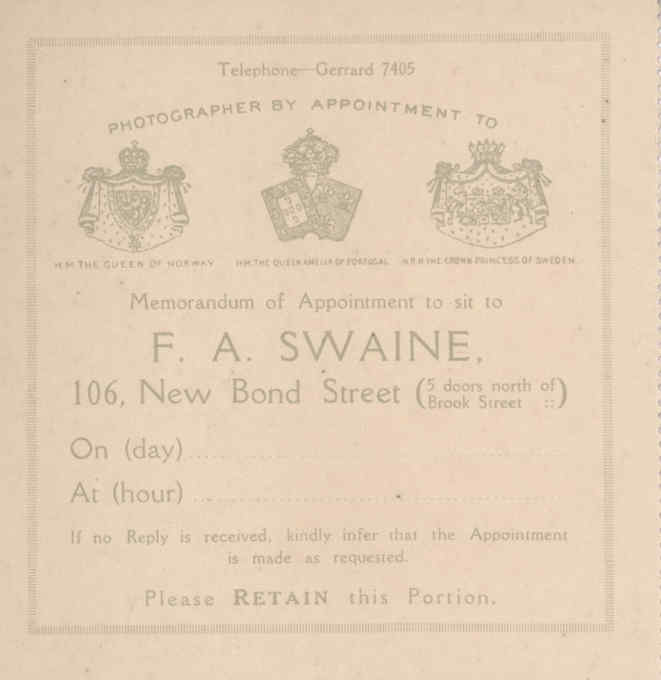 Telephone—Gerrard 7405
PHOTOGRAPHER BY APPOINTMENT TO
H.M. THE QUEEN OF NORWAY H.M. THE QUEEN AMELIA OF PORTUGAL H.R.H THE CROWN PRINCESS OF SWEDEN.
Memorandum of Appointment to sit to
F. A. SWAINE,
106, New Bond Street (5 doors north of
Brook Street ::)
On (day)
At (hour)
If no Reply is received, kindly infer that the Appointment
is made as requested.
Please RETAIN this Portion.